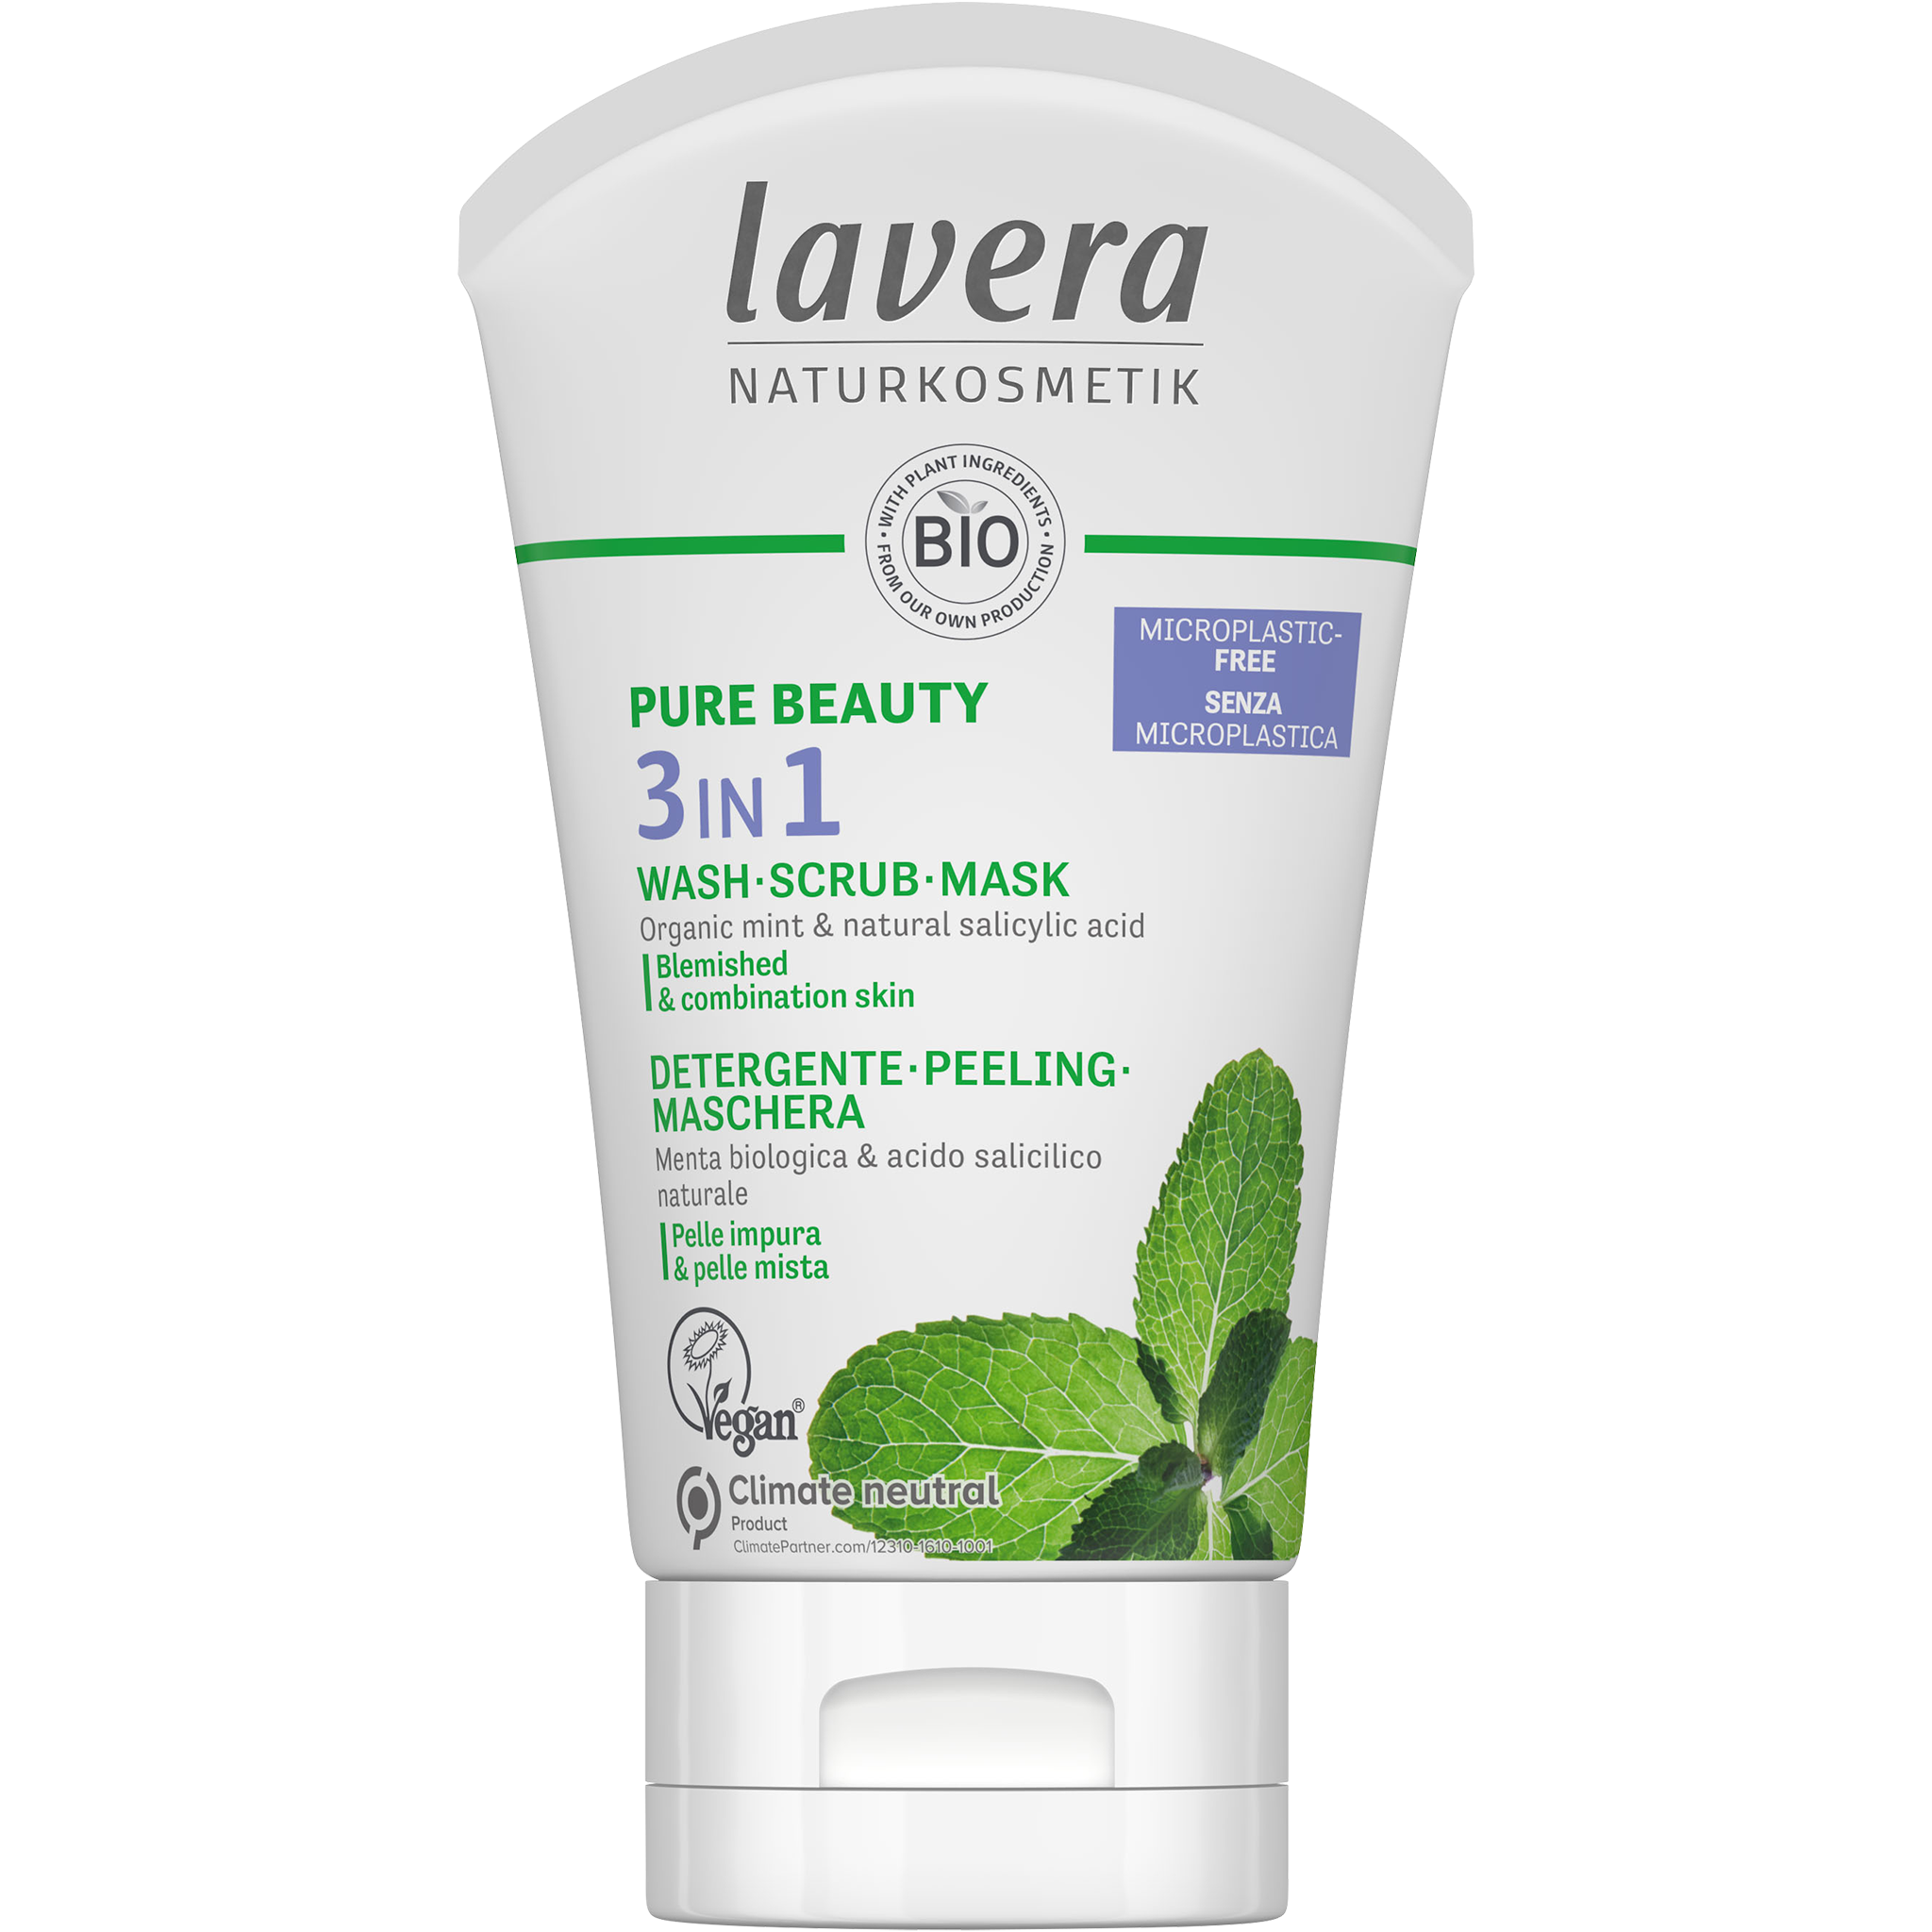 lavera
NATURKOSMETIK
WITH PLANT INGREDIENTS
BIO
FROM OUR OWN PRODUCTION
MICROPLASTIC-
FREE
SENZA
MICROPLASTICA
PURE BEAUTY
3 IN 1
WASH·SCRUB·MASK
Organic mint & natural salicylic acid
Blemished
& combination skin
DETERGENTE·PEELING·
MASCHERA
Menta biologica & acido salicilico
naturale
Pelle impura
& pelle mista
Vegan®
Climate neutral
Product
ClimatePartner.com/12310-1610-1001